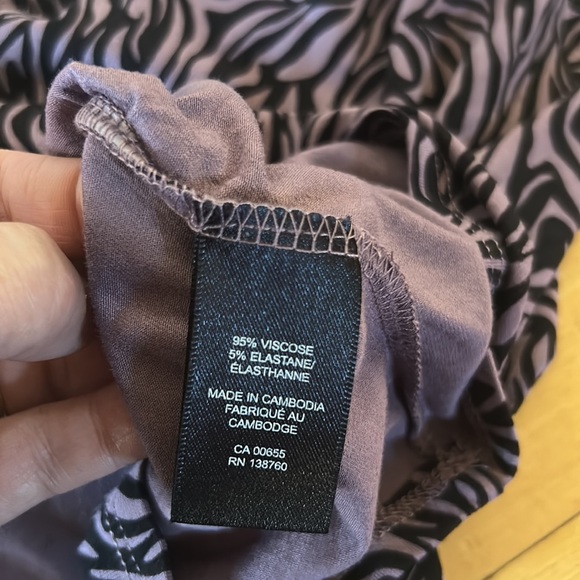 95% VISCOSE
5% ELASTANE/
ÉLASTHANNE
MADE IN CAMBODIA
FABRIQUÉ AU
CAMBODGE
CA 00655
RN 138760